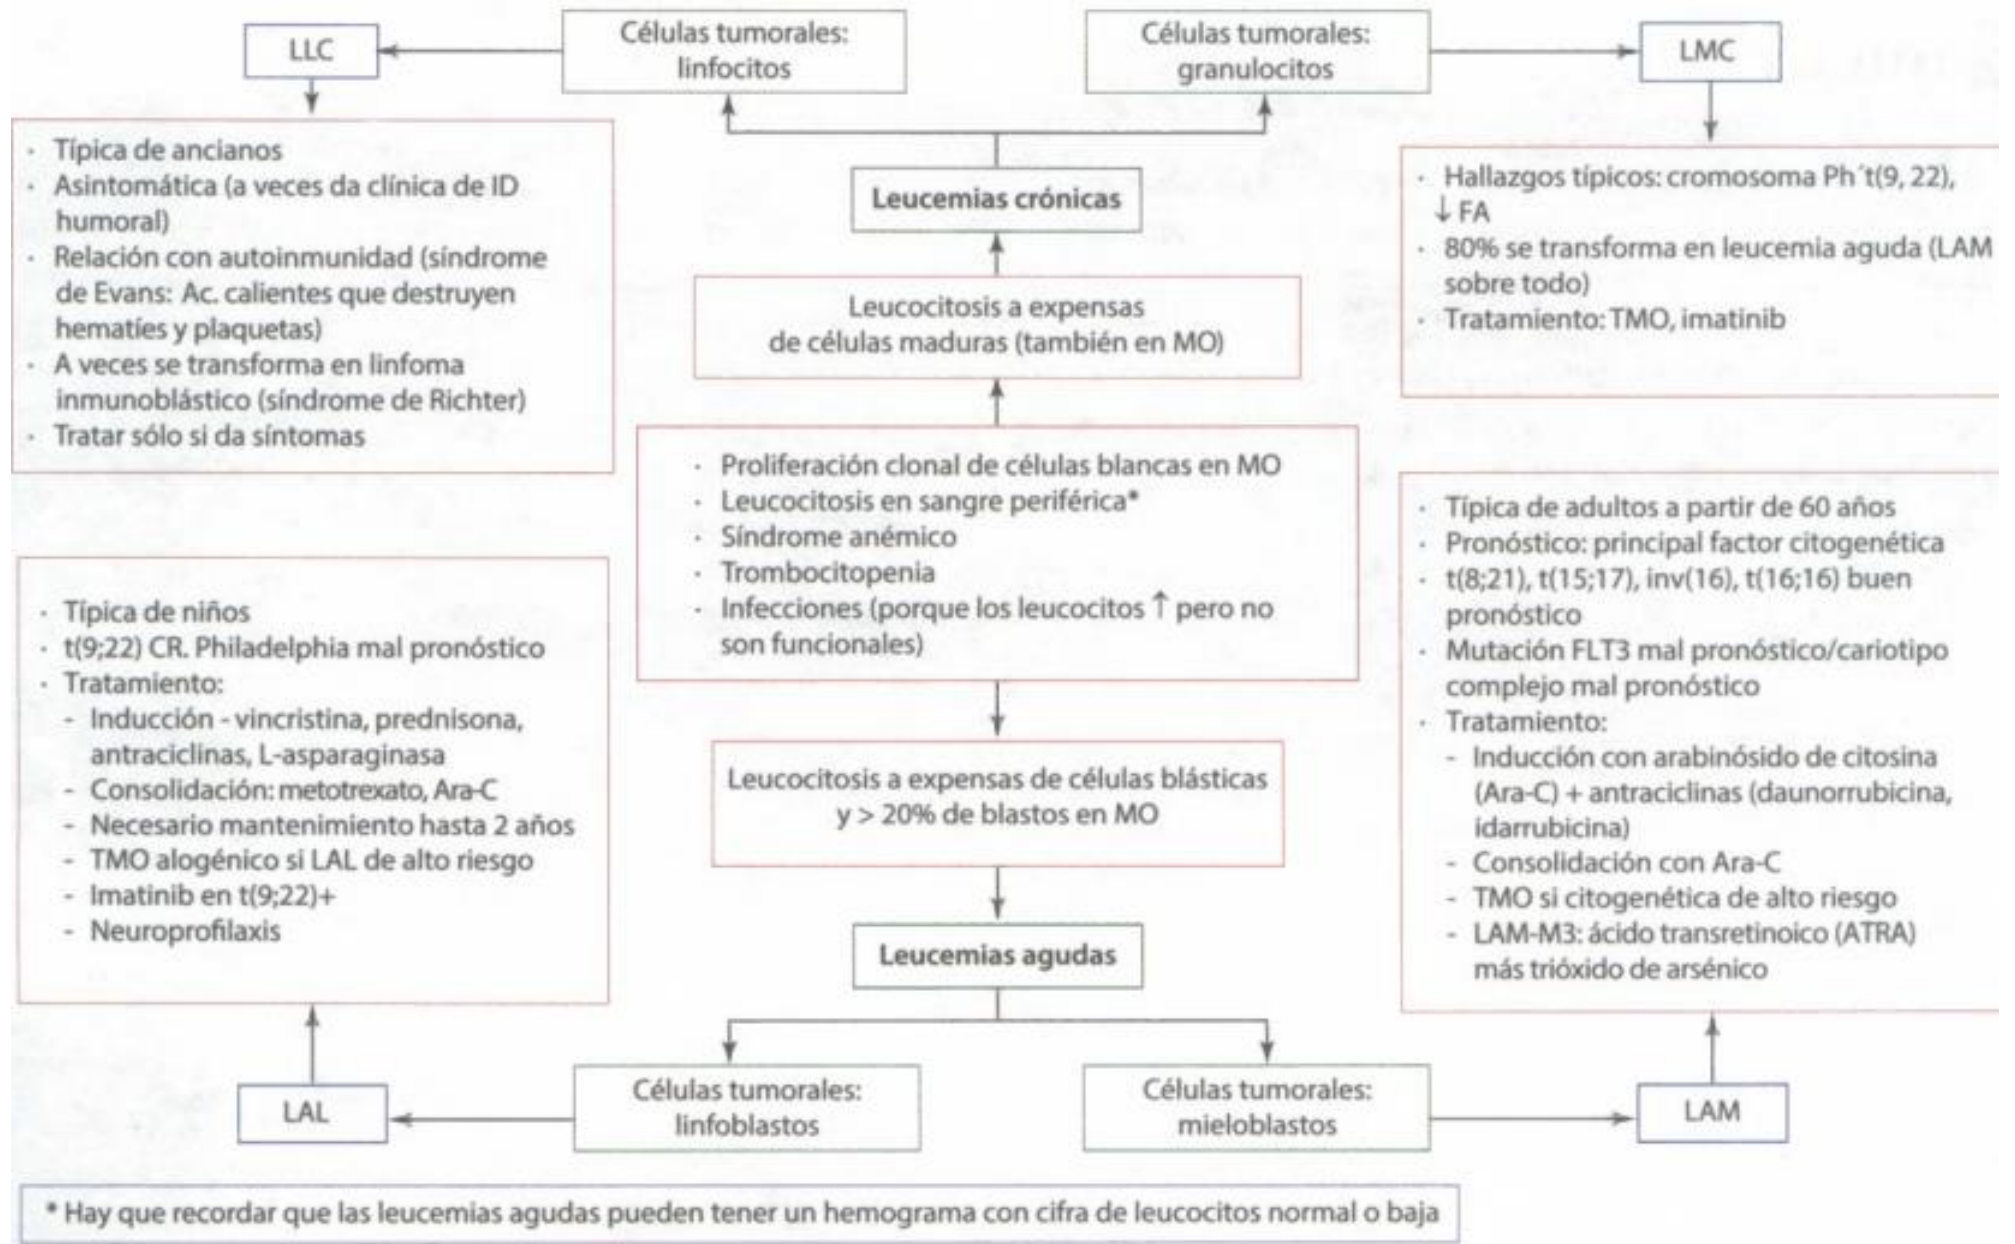 LLC
Células tumorales:
linfocitos
Células tumorales:
granulocitos
LMC
· Típica de ancianos
· Asintomática (a veces da clínica de ID
humoral)
· Relación con autoinmunidad (síndrome
de Evans: Ac. calientes que destruyen
hematíes y plaquetas)
· A veces se transforma en linfoma
inmunoblástico (síndrome de Richter)
· Tratar sólo si da síntomas
Leucemias crónicas
· Hallazgos típicos: cromosoma Ph´t(9, 22),
↓ FA
· 80% se transforma en leucemia aguda (LAM
sobre todo)
· Tratamiento: TMO, imatinib
Leucocitosis a expensas
de células maduras (también en MO)
· Proliferación clonal de células blancas en MO
· Leucocitosis en sangre periférica*
· Síndrome anémico
· Trombocitopenia
· Infecciones (porque los leucocitos ↑ pero no
son funcionales)
· Típica de niños
· t(9;22) CR. Philadelphia mal pronóstico
· Tratamiento:
- Inducción - vincristina, prednisona,
antraciclinas, L-asparaginasa
- Consolidación: metotrexato, Ara-C
- Necesario mantenimiento hasta 2 años
- TMO alogénico si LAL de alto riesgo
- Imatinib en t(9;22)+
- Neuroprofilaxis
· Típica de adultos a partir de 60 años
· Pronóstico: principal factor citogenética
· t(8;21), t(15;17), inv(16), t(16;16) buen
pronóstico
· Mutación FLT3 mal pronóstico/cariotipo
complejo mal pronóstico
· Tratamiento:
- Inducción con arabinósido de citosina
(Ara-C) + antraciclinas (daunorrubicina,
idarrubicina)
- Consolidación con Ara-C
- TMO si citogenética de alto riesgo
- LAM-M3: ácido transretinoico (ATRA)
más trióxido de arsénico
Leucocitosis a expensas de células blásticas
y > 20% de blastos en MO
Leucemias agudas
LAL
Células tumorales:
linfoblastos
Células tumorales:
mieloblastos
LAM
* Hay que recordar que las leucemias agudas pueden tener un hemograma con cifra de leucocitos normal o baja